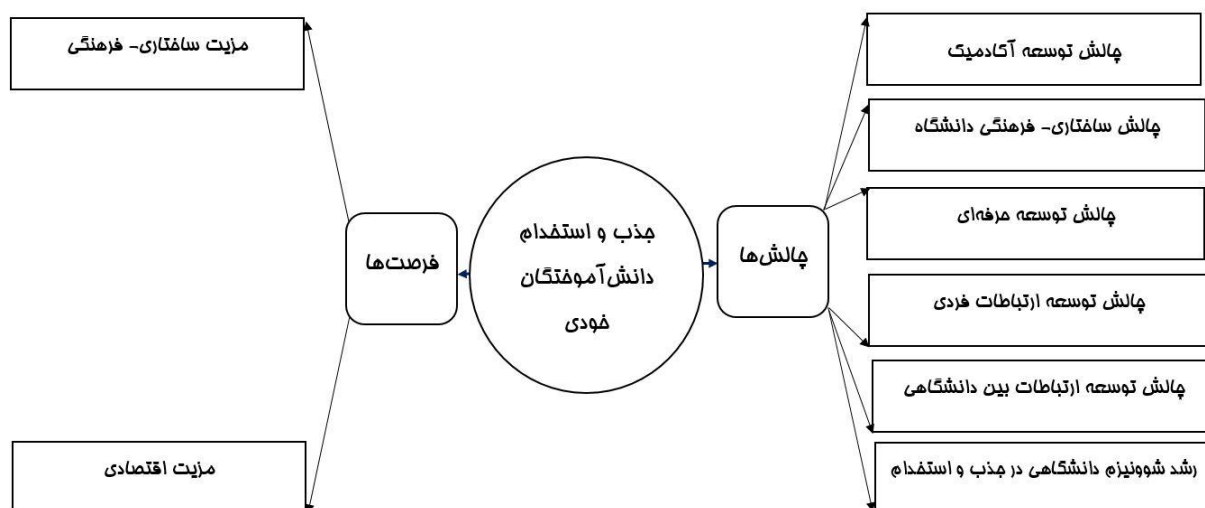 چالش توسعه آکادمیک
چالش ساختاری- فرهنگی دانشگاه
چالش توسعه حرفه‌ای
چالش توسعه ارتباطات فردی
چالش توسعه ارتباطات بین دانشگاهی
رشد شوونیزم دانشگاهی در جذب و استخدام
چالش‌ها
جذب و استخدام
دانش‌آموختگان
خودی
فرصت‌ها
مزیت ساختاری- فرهنگی
مزیت اقتصادی